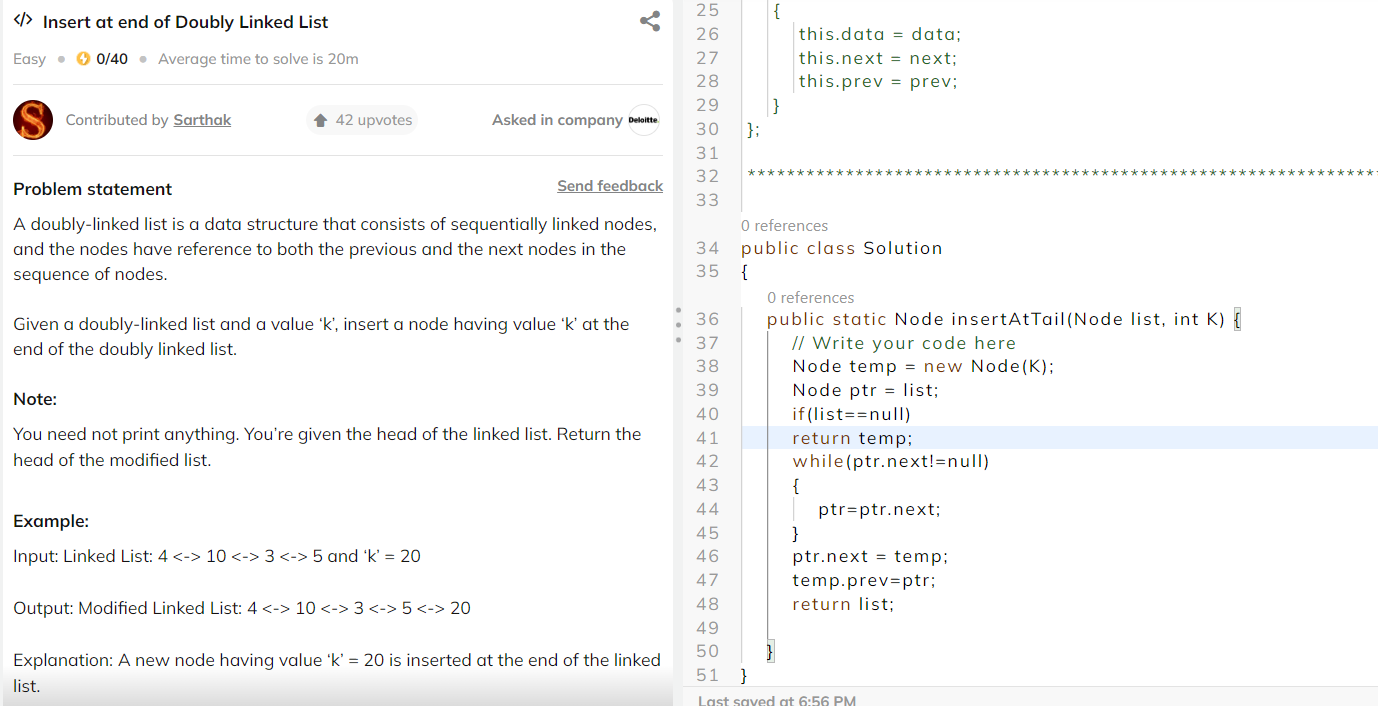 </> Insert at end of Doubly Linked List
Easy • 0/40 • Average time to solve is 20m
Contributed by Sarthak
42 upvotes
Asked in company Deloitte.
Problem statement
Send feedback
A doubly-linked list is a data structure that consists of sequentially linked nodes,
and the nodes have reference to both the previous and the next nodes in the
sequence of nodes.
Given a doubly-linked list and a value ‘k’, insert a node having value ‘k’ at the
end of the doubly linked list.
Note:
You need not print anything. You’re given the head of the linked list. Return the
head of the modified list.
Example:
Input: Linked List: 4 <-> 10 <-> 3 <-> 5 and ‘k’ = 20
Output: Modified Linked List: 4 <-> 10 <-> 3 <-> 5 <-> 20
Explanation: A new node having value ‘k’ = 20 is inserted at the end of the linked
list.
25 {
26 this.data = data;
27 this.next = next;
28 this.prev = prev;
29 }
30 };
31
32 *****************************************************************
33
0 references
34 public class Solution
35 {
0 references
36 public static Node insertAtTail(Node list, int K) {
37 // Write your code here
38 Node temp = new Node(K);
39 Node ptr = list;
40 if(list==null)
41 return temp;
42 while(ptr.next!=null)
43 {
44 ptr=ptr.next;
45 }
46 ptr.next = temp;
47 temp.prev=ptr;
48 return list;
49
50 }
51 }
Last saved at 6:56 PM